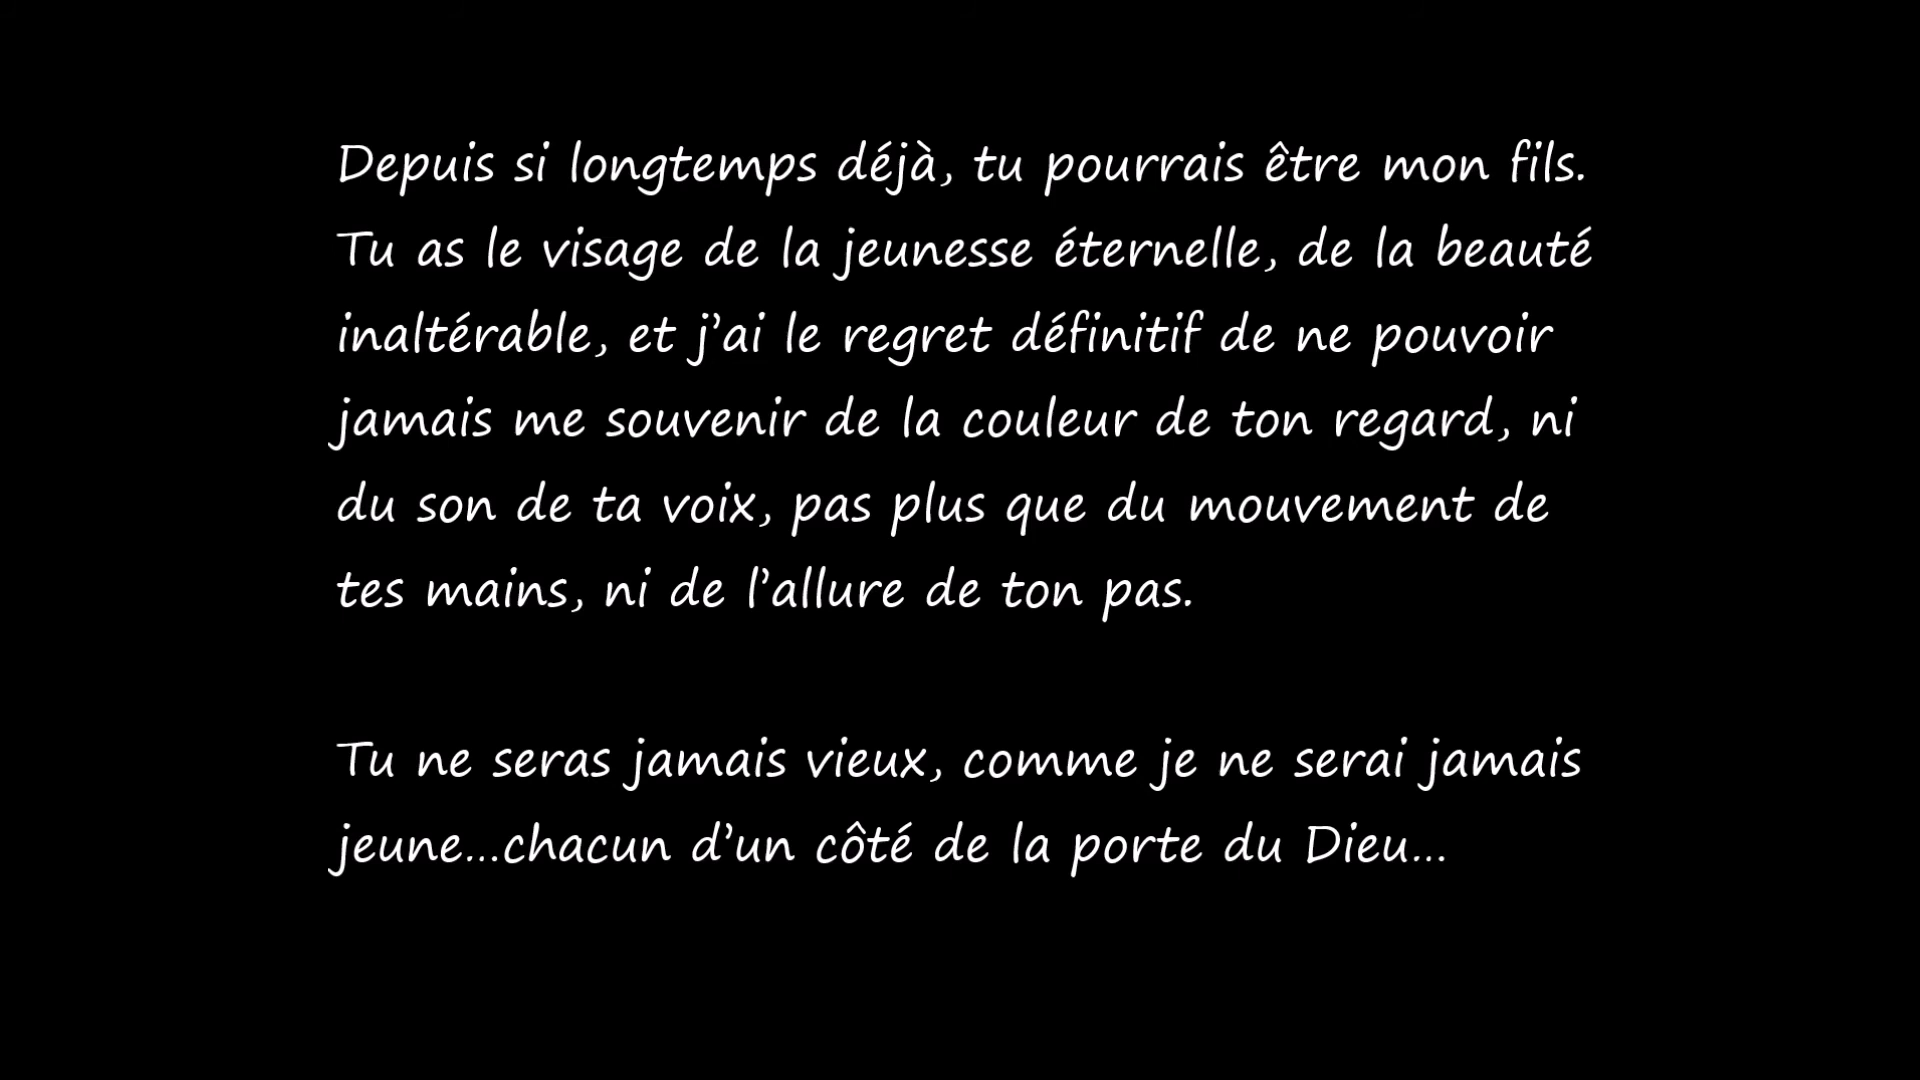 Depuis si longtemps déjà, tu pourrais être mon fils.
Tu as le visage de la jeunesse éternelle, de la beauté
inaltérable, et j’ai le regret définitif de ne pouvoir
jamais me souvenir de la couleur de ton regard, ni
du son de ta voix, pas plus que du mouvement de
tes mains, ni de l’allure de ton pas.
Tu ne seras jamais vieux, comme je ne serai jamais
jeune...chacun d’un côté de la porte du Dieu...